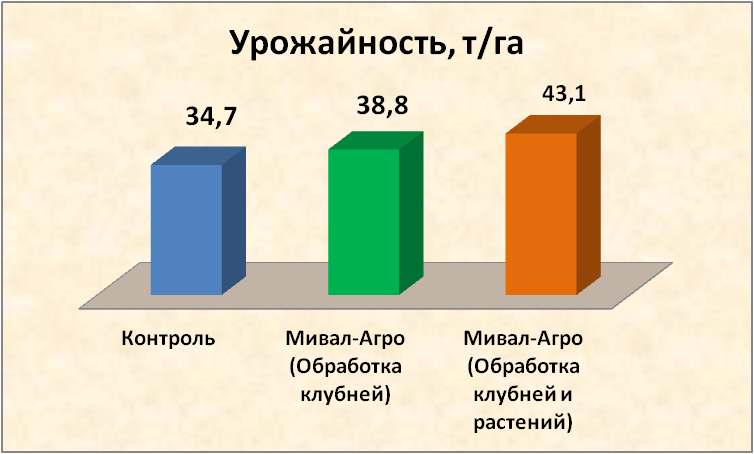 Урожайность, т/га
34,7
38,8
43,1
Контроль
Мивал-Агро
(Обработка
клубней)
Мивал-Агро
(Обработка
клубней и
растений)